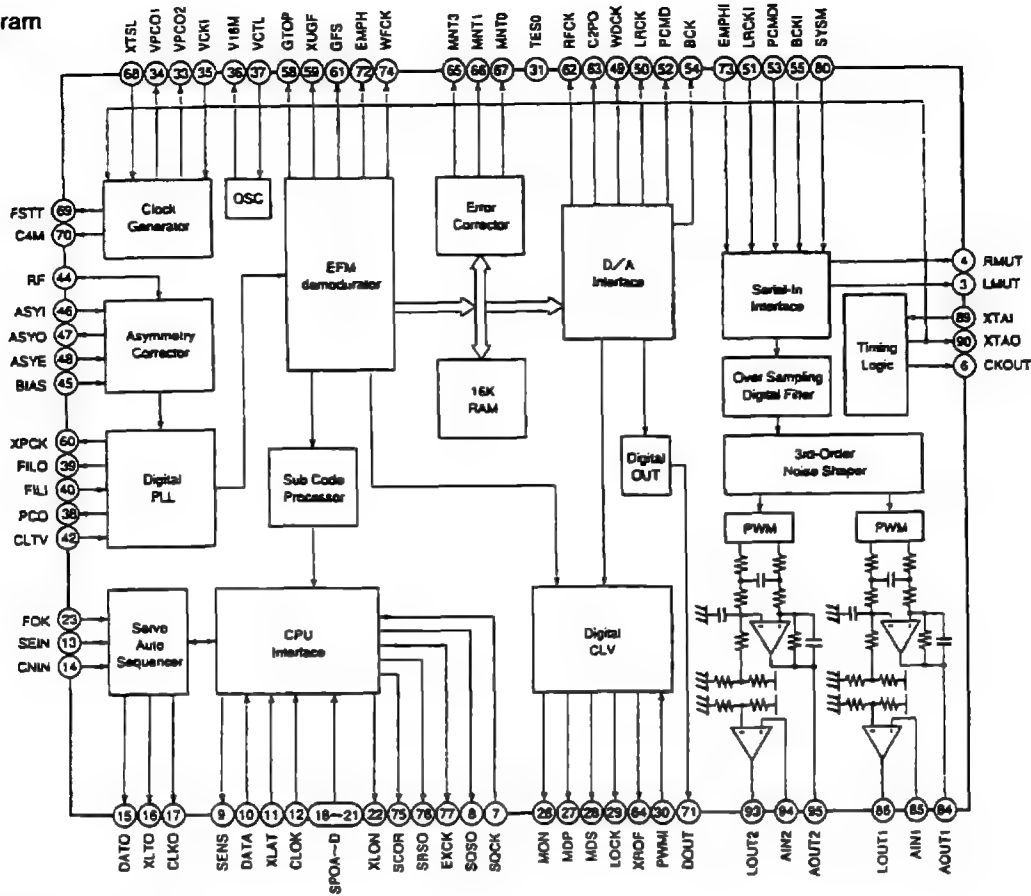 ram
XTSL
VPCO1
VPCO2
VCKI
V16M
VCTL
GTOP
XUGF
GFS
EMPH
WFCK
MNT3
MNT1
MNT0
TES0
RFCK
C2PO
WDCK
LRCK
PCMD
BCK
EMPHI
LRCKI
PCMDI
BCKI
SYSM
68
34
33
35
36
37
58
59
61
72
74
65
66
67
31
62
63
49
50
52
54
73
51
53
55
80
FSTT 69
C4M 70
RF 44
ASYI 46
ASYO 47
ASYE 48
BIAS 45
XPCK 60
FILO 39
FILI 40
PCO 38
CLTV 42
FOK 23
SEIN 13
CNIN 14
Clock
Generator
OSC
EFM
demodurator
Error
Corrector
D/A
Interface
Serial-In
Interface
4 RMUT
3 LMUT
89 XTAI
90 XTAO
6 CKOUT
Asymmetry
Corrector
Timing
Logic
16K
RAM
Over Sampling
Digital Filter
Digital
PLL
Sub Code
Processor
Digital
OUT
3rd-Order
Noise Shaper
PWM
PWM
Servo
Auto
Sequencer
CPU
Interface
Digital
CLV
15
16
17
9
10
11
12
18~21
22
75
76
77
8
7
26
27
28
29
64
30
71
93
94
95
86
85
84
DATO
XLTO
CLKO
SENS
DATA
XLAT
CLOK
SPOA~D
XLON
SCOR
SBSO
EXCK
SOSO
SQCK
MON
MDP
MDS
LOCK
XROF
PWMI
DOUT
LOUT2
AIN2
AOUT2
LOUT1
AIN1
AOUT1